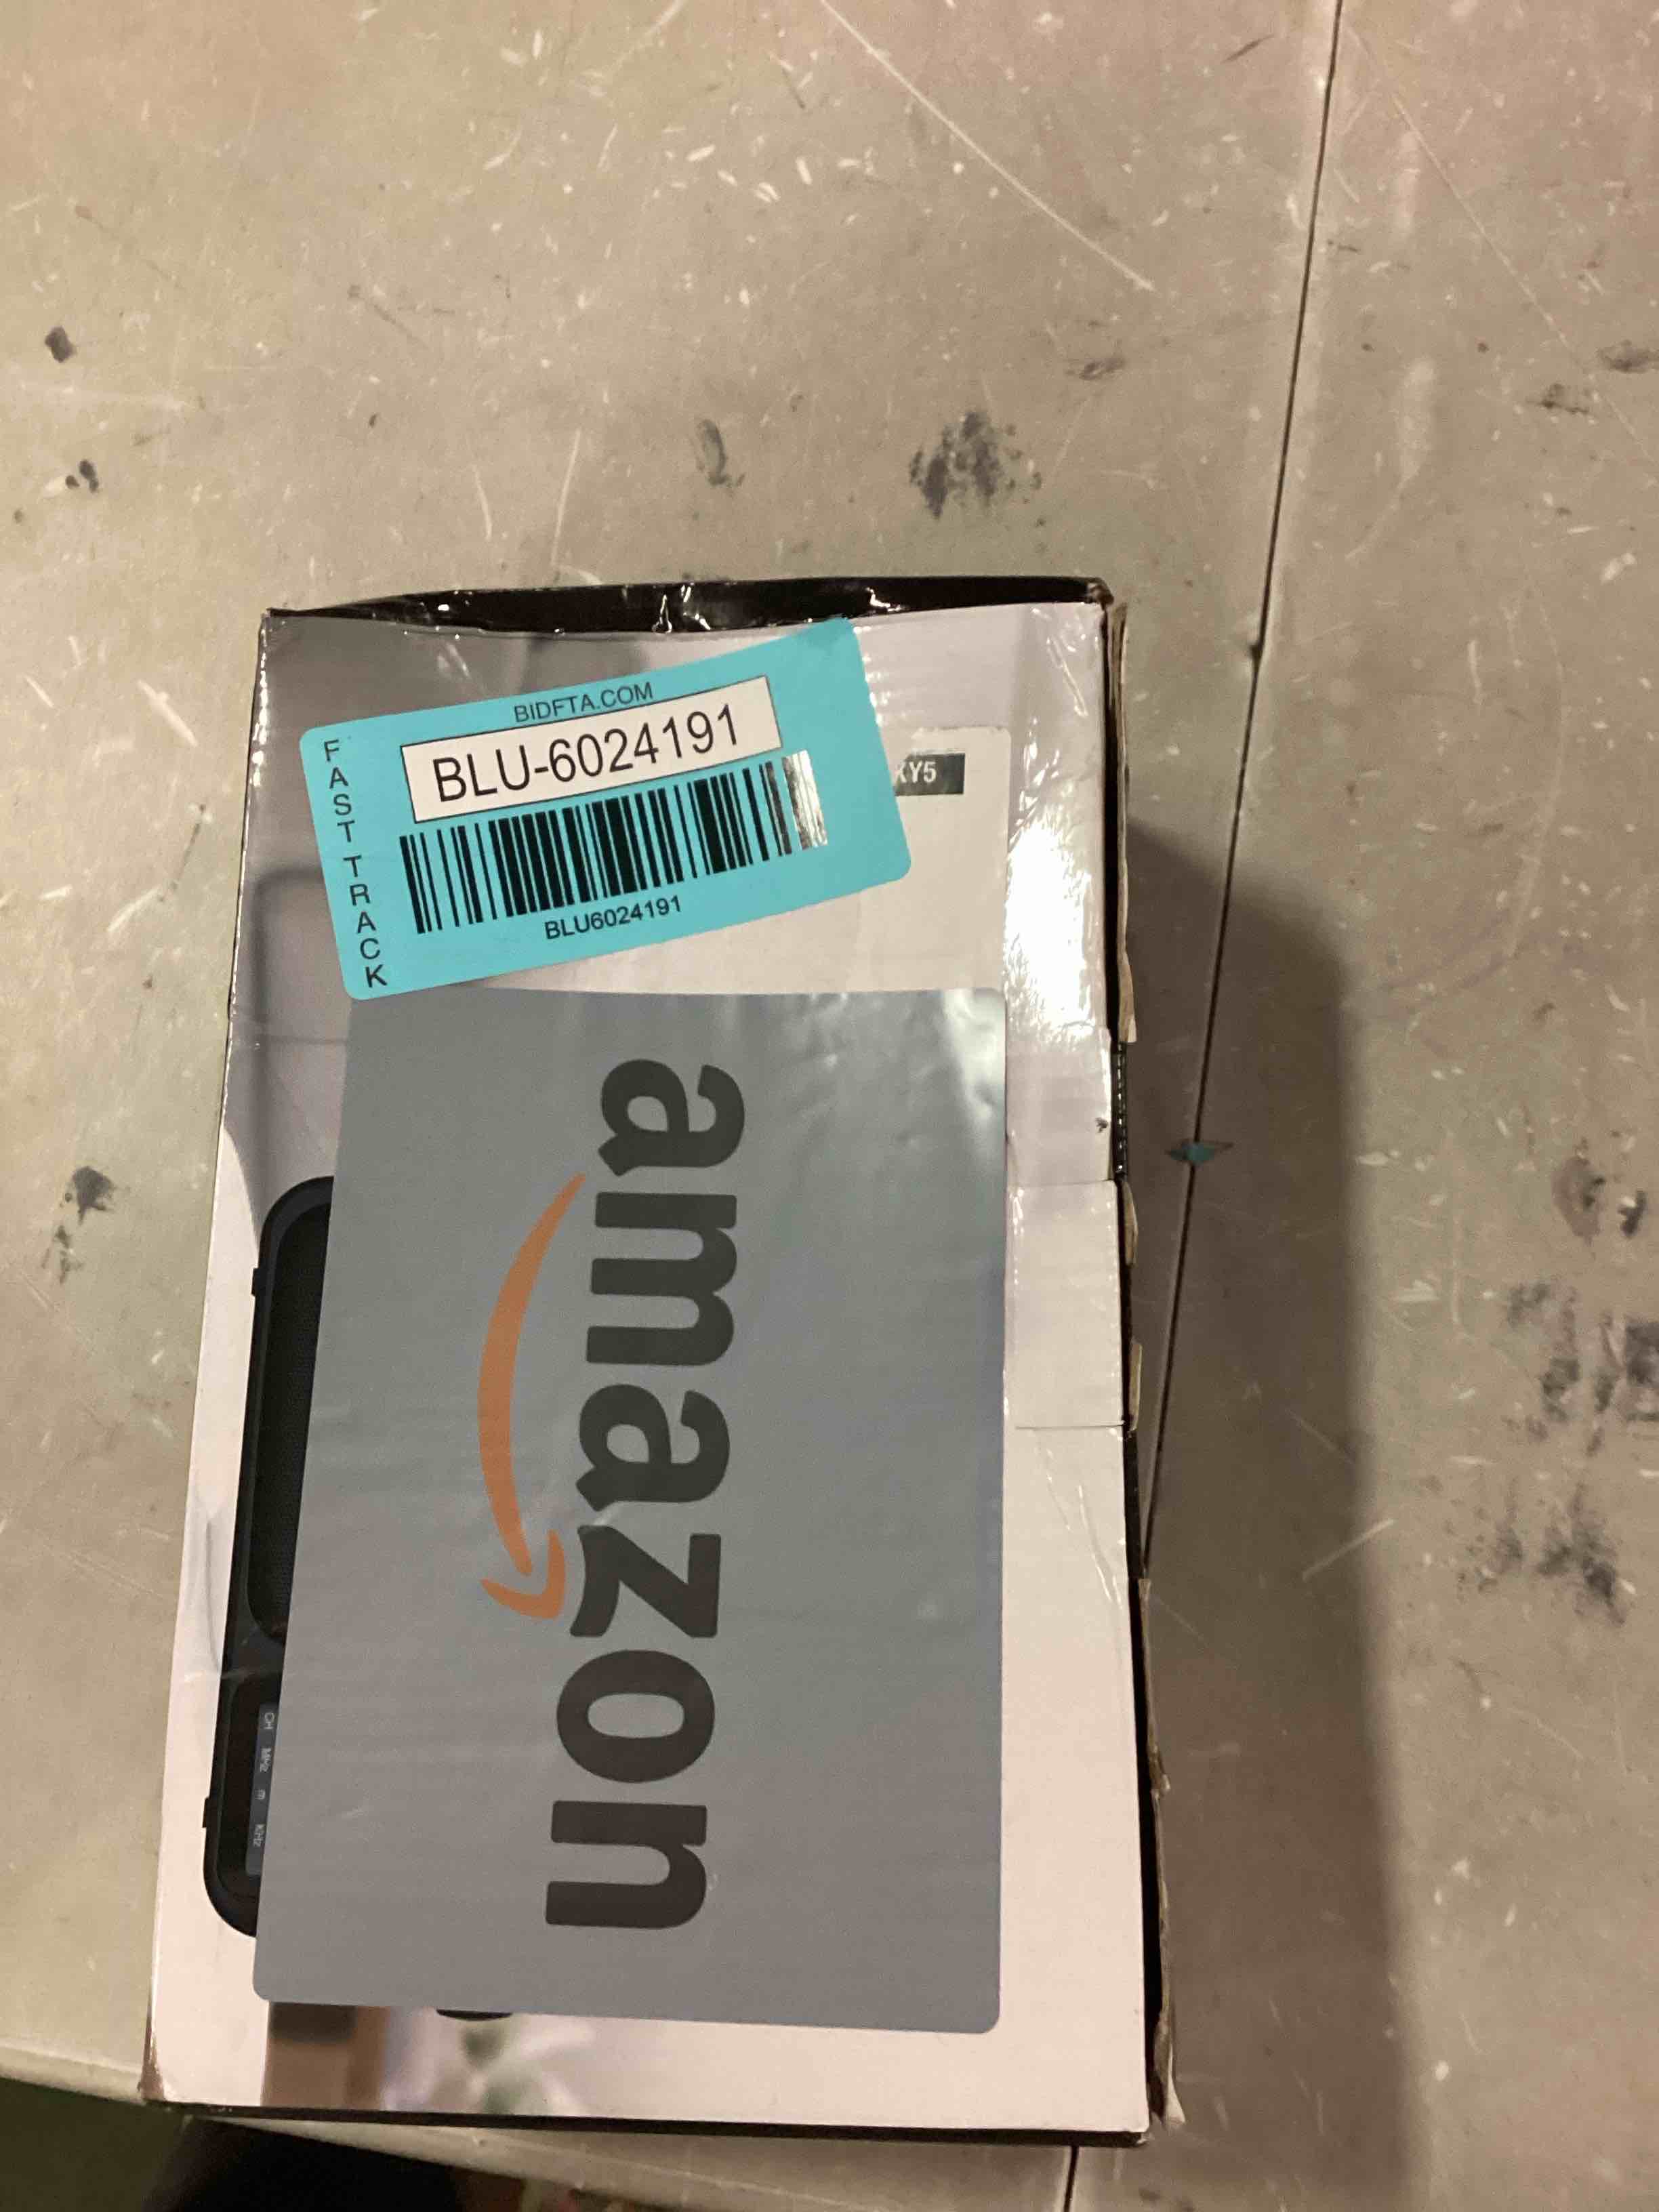 BIDFTA.COM
BLU-6024191
BLU6024191
FAST TRACK
XY5
amazon
CH MHz m KHz